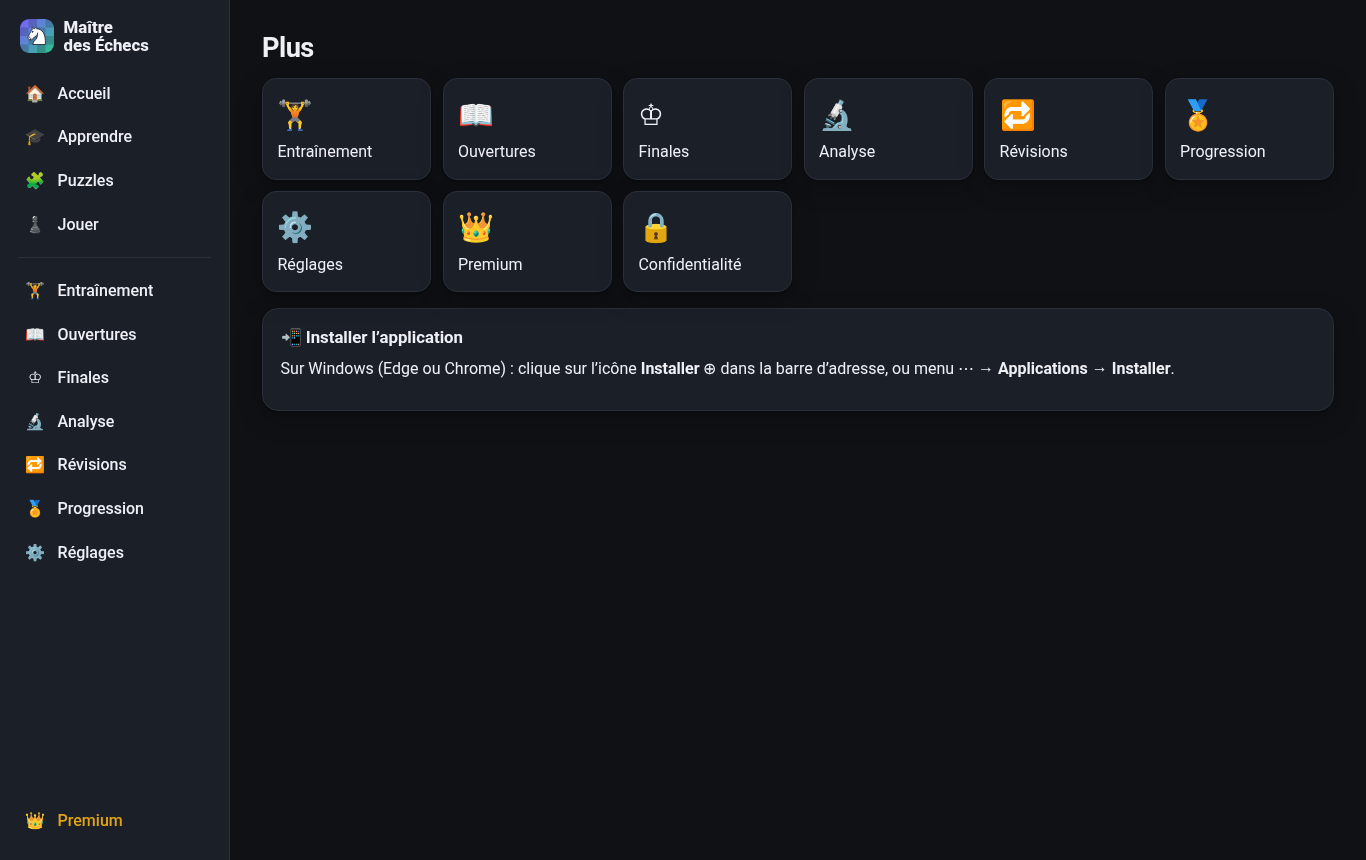 Maître
des Échecs
Accueil
Apprendre
Puzzles
Jouer
Entraînement
Ouvertures
Finales
Analyse
Révisions
Progression
Réglages
Premium
Plus
Entraînement
Ouvertures
Finales
Analyse
Révisions
Progression
Réglages
Premium
Confidentialité
Installer l’application
Sur Windows (Edge ou Chrome) : clique sur l’icône Installer ⊕ dans la barre d’adresse, ou menu ⋯ → Applications → Installer.